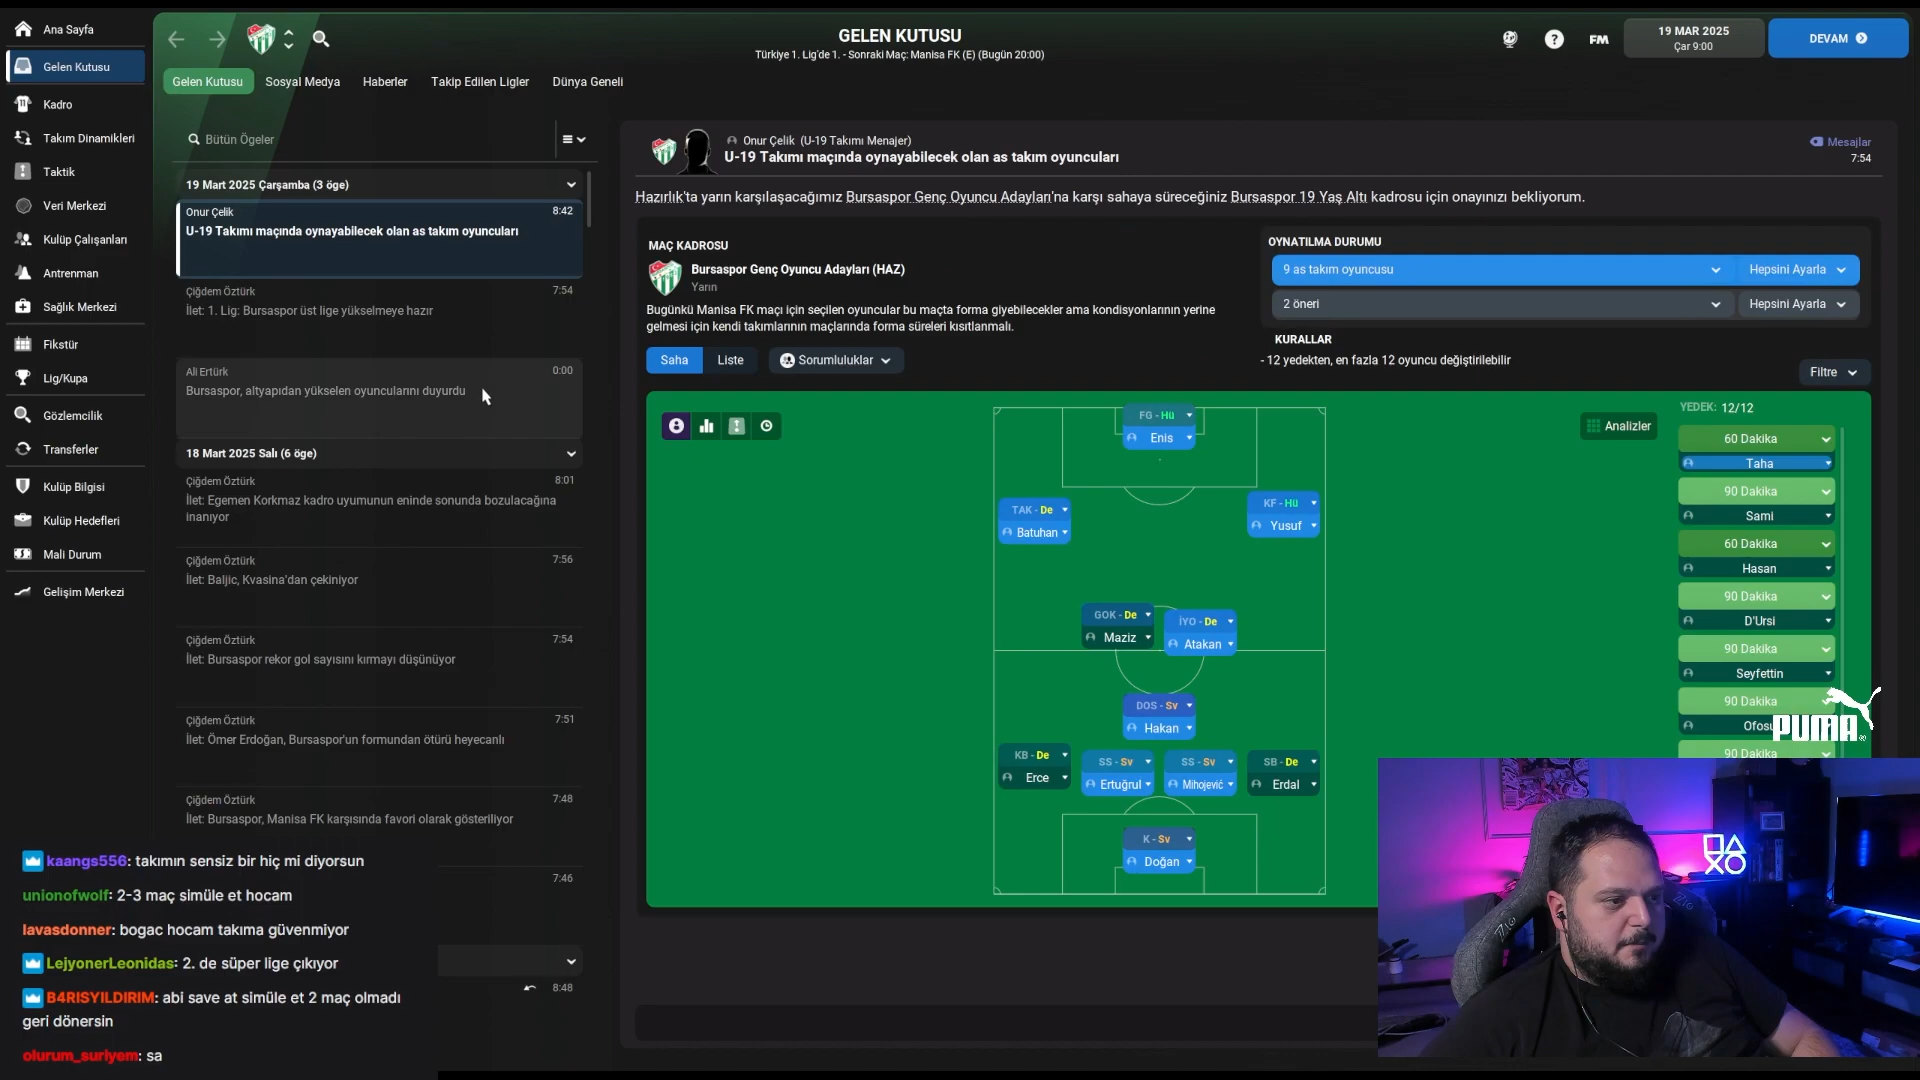 Ana Sayfa
Gelen Kutusu
Kadro
Takım Dinamikleri
Taktik
Veri Merkezi
Kulüp Çalışanları
Antrenman
Sağlık Merkezi
Fikstür
Lig/Kupa
Gözlemcilik
Transferler
Kulüp Bilgisi
Kulüp Hedefleri
Mali Durum
Gelişim Merkezi
GELEN KUTUSU
Türkiye 1. Lig'de 1. - Sonraki Maç: Manisa FK (E) (Bugün 20:00)
FM
19 MAR 2025
Çar 9:00
DEVAM
Gelen Kutusu Sosyal Medya Haberler Takip Edilen Ligler Dünya Geneli
Bütün Ögeler
19 Mart 2025 Çarşamba (3 öge)
Onur Çelik 8:42
U-19 Takımı maçında oynayabilecek olan as takım oyuncuları
Çiğdem Öztürk 7:54
İlet: 1. Lig: Bursaspor üst lige yükselmeye hazır
Ali Ertürk 0:00
Bursaspor, altyapıdan yükselen oyuncularını duyurdu
18 Mart 2025 Salı (6 öge)
Çiğdem Öztürk 8:01
İlet: Egemen Korkmaz kadro uyumunun eninde sonunda bozulacağına
inanıyor
Çiğdem Öztürk 7:56
İlet: Baljic, Kvasina'dan çekiniyor
Çiğdem Öztürk 7:54
İlet: Bursaspor rekor gol sayısını kırmayı düşünüyor
Çiğdem Öztürk 7:51
İlet: Ömer Erdoğan, Bursaspor'un formundan ötürü heyecanlı
Çiğdem Öztürk 7:48
İlet: Bursaspor, Manisa FK karşısında favori olarak gösteriliyor
7:46
8:48
kaangs556: takımın sensiz bir hiç mi diyorsun
unionofwolf: 2-3 maç simüle et hocam
lavasdonner: bogac hocam takıma güvenmiyor
LejyonerLeonidas: 2. de süper lige çıkıyor
B4RISYILDIRIM: abi save at simüle et 2 maç olmadı
geri dönersin
olurum_suriyem: sa
Onur Çelik (U-19 Takımı Menajer)
U-19 Takımı maçında oynayabilecek olan as takım oyuncuları
Mesajlar
7:54
Hazırlık'ta yarın karşılaşacağımız Bursaspor Genç Oyuncu Adayları'na karşı sahaya süreceğiniz Bursaspor 19 Yaş Altı kadrosu için onayınızı bekliyorum.
MAÇ KADROSU
Bursaspor Genç Oyuncu Adayları (HAZ)
Yarın
Bugünkü Manisa FK maçı için seçilen oyuncular bu maçta forma giyebilecekler ama kondisyonlarının yerine
gelmesi için kendi takımlarının maçlarında forma süreleri kısıtlanmalı.
Saha Liste Sorumluluklar
OYNATILMA DURUMU
9 as takım oyuncusu Hepsini Ayarla
2 öneri Hepsini Ayarla
KURALLAR
- 12 yedekten, en fazla 12 oyuncu değiştirilebilir
Filtre
Analizler
FG - Hü
Enis
TAK - De
Batuhan
KF - Hü
Yusuf
GOK - De
Maziz
İYO - De
Atakan
DOS - Sv
Hakan
KB - De
Erce
SS - Sv
Ertuğrul
SS - Sv
Mihojević
SB - De
Erdal
K - Sv
Doğan
YEDEK: 12/12
60 Dakika
Taha
90 Dakika
Sami
60 Dakika
Hasan
90 Dakika
D'Ursi
90 Dakika
Seyfettin
90 Dakika
90 Dakika
PUMA